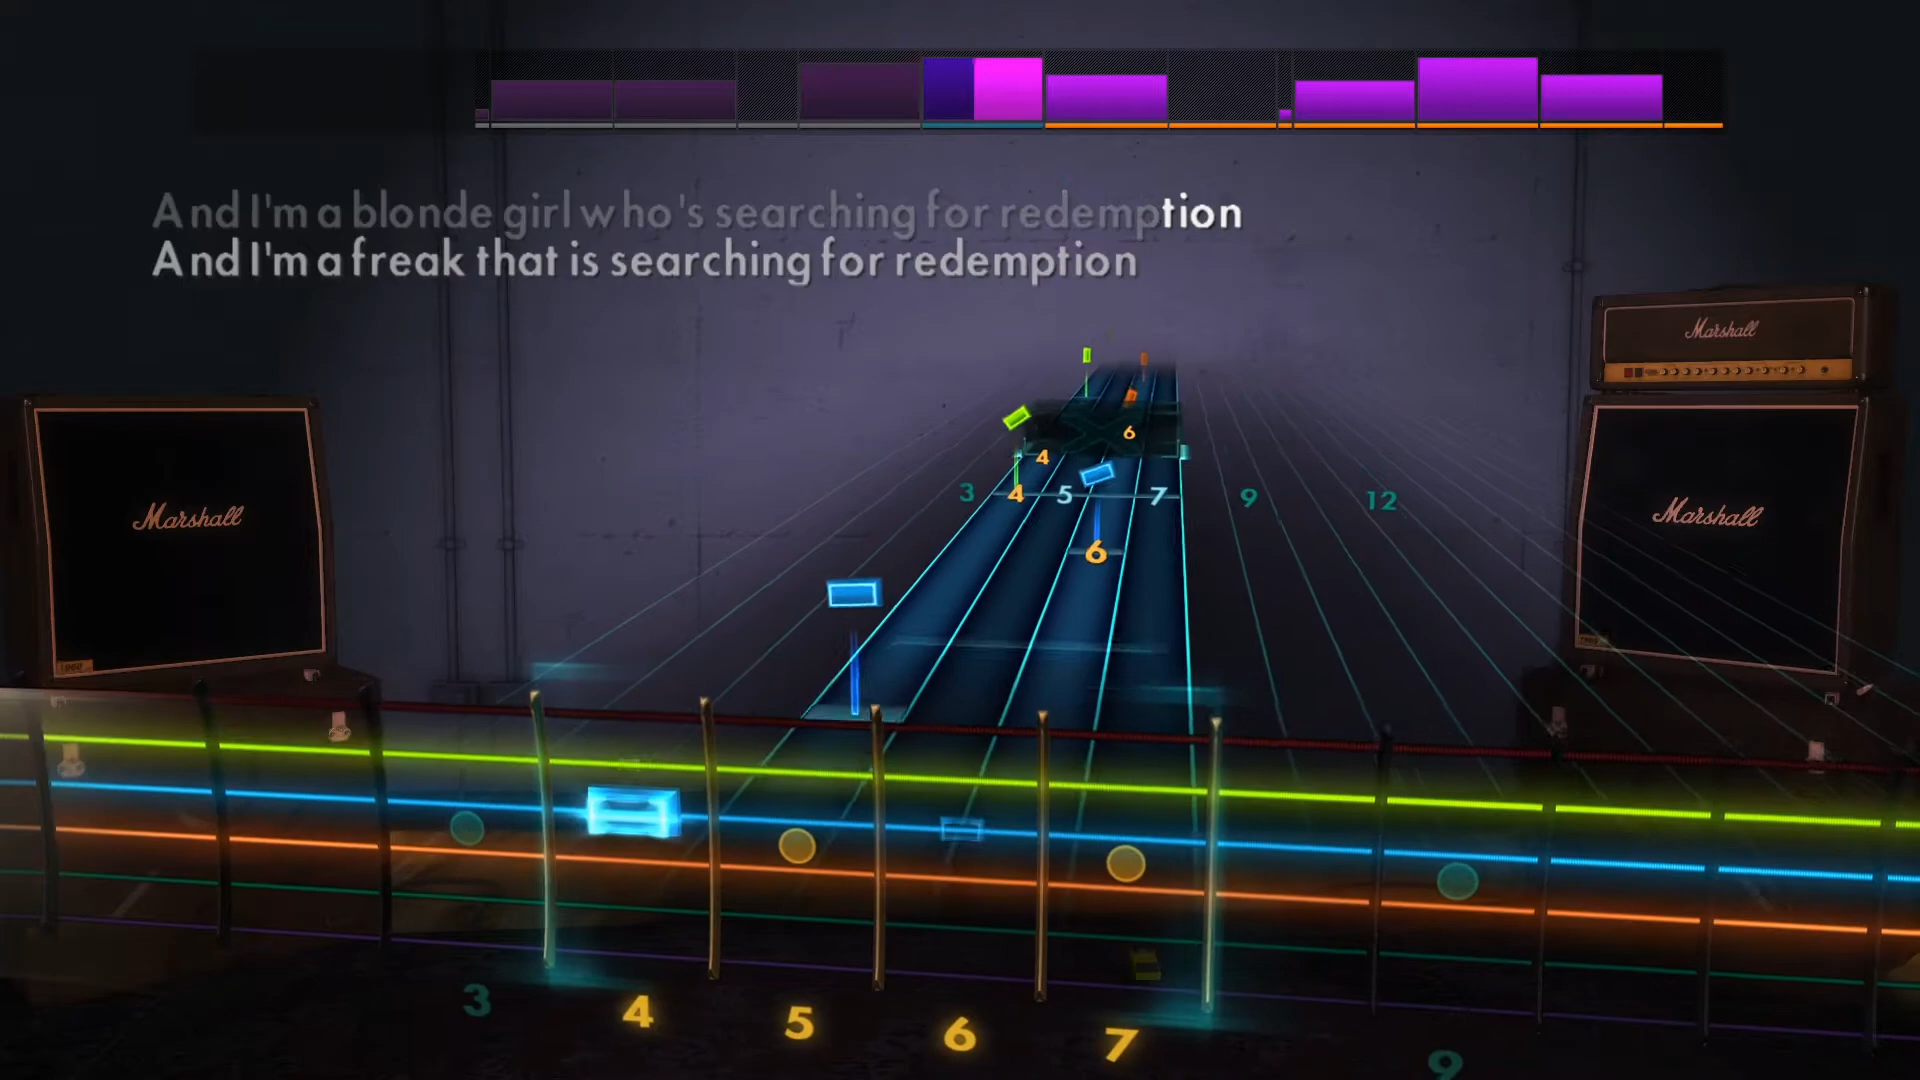 And I'm a blonde girl who's searching for redemption
And I'm a freak that is searching for redemption
Marshall
Marshall
Marshall
6
4
3 4 5 7 9 12
6
3 4 5 6 7 9